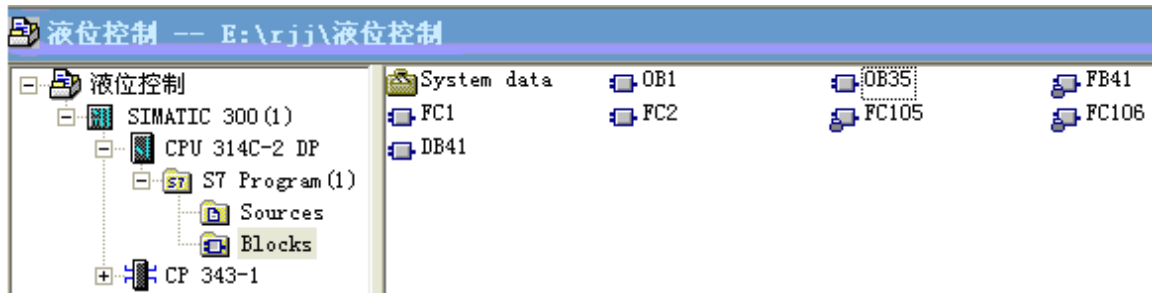 液位控制 -- E:\rjj\液位控制
液位控制
SIMATIC 300(1)
CPU 314C-2 DP
S7 Program(1)
Sources
Blocks
CP 343-1
System data OB1 OB35 FB41
FC1 FC2 FC105 FC106
DB41